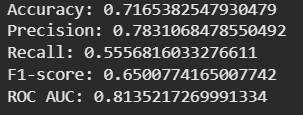 Accuracy: 0.7165382547930479
Precision: 0.7831068478550492
Recall: 0.5556816033276611
F1-score: 0.6500774165007742
ROC AUC: 0.8135217269991334